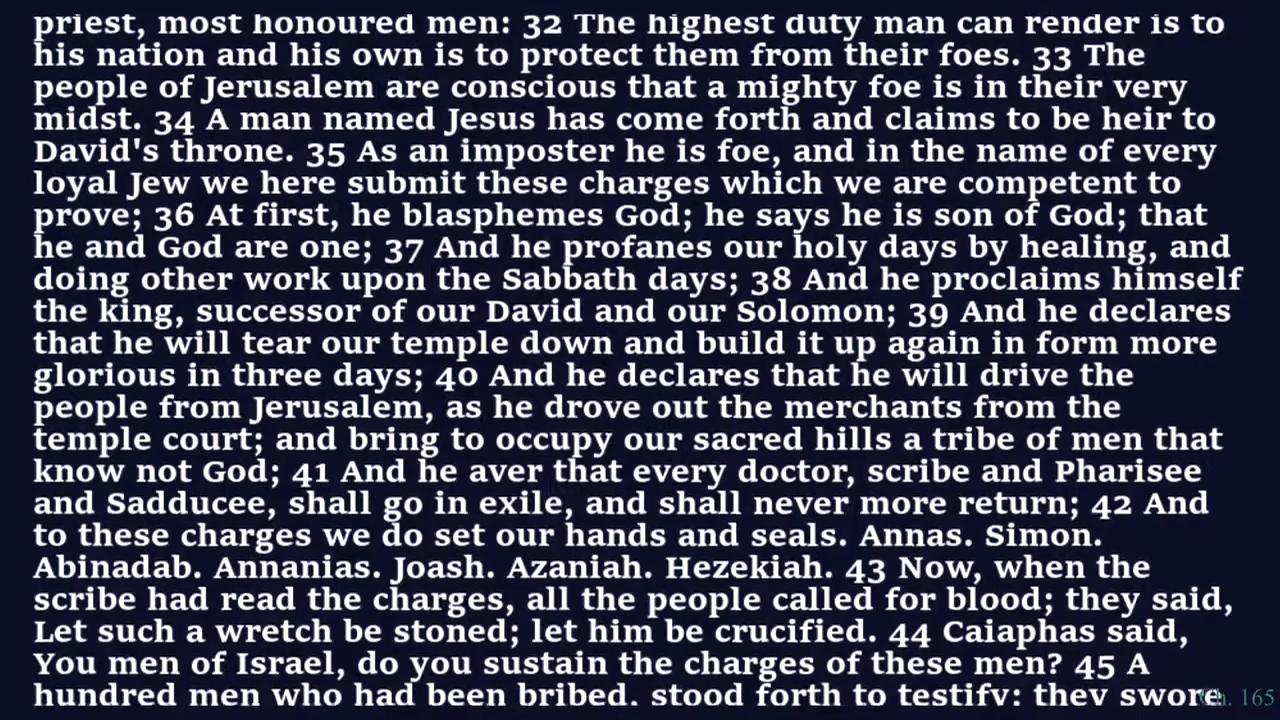 priest, most honoured men: 32 The highest duty man can render is to
his nation and his own is to protect them from their foes. 33 The
people of Jerusalem are conscious that a mighty foe is in their very
midst. 34 A man named Jesus has come forth and claims to be heir to
David's throne. 35 As an imposter he is foe, and in the name of every
loyal Jew we here submit these charges which we are competent to
prove; 36 At first, he blasphemes God; he says he is son of God; that
he and God are one; 37 And he profanes our holy days by healing, and
doing other work upon the Sabbath days; 38 And he proclaims himself
the king, successor of our David and our Solomon; 39 And he declares
that he will tear our temple down and build it up again in form more
glorious in three days; 40 And he declares that he will drive the
people from Jerusalem, as he drove out the merchants from the
temple court; and bring to occupy our sacred hills a tribe of men that
know not God; 41 And he aver that every doctor, scribe and Pharisee
and Sadducee, shall go in exile, and shall never more return; 42 And
to these charges we do set our hands and seals. Annas. Simon.
Abinadab. Annanias. Joash. Azaniah. Hezekiah. 43 Now, when the
scribe had read the charges, all the people called for blood; they said,
Let such a wretch be stoned; let him be crucified. 44 Caiaphas said,
You men of Israel, do you sustain the charges of these men? 45 A
hundred men who had been bribed, stood forth to testify; they swore
Ch. 165